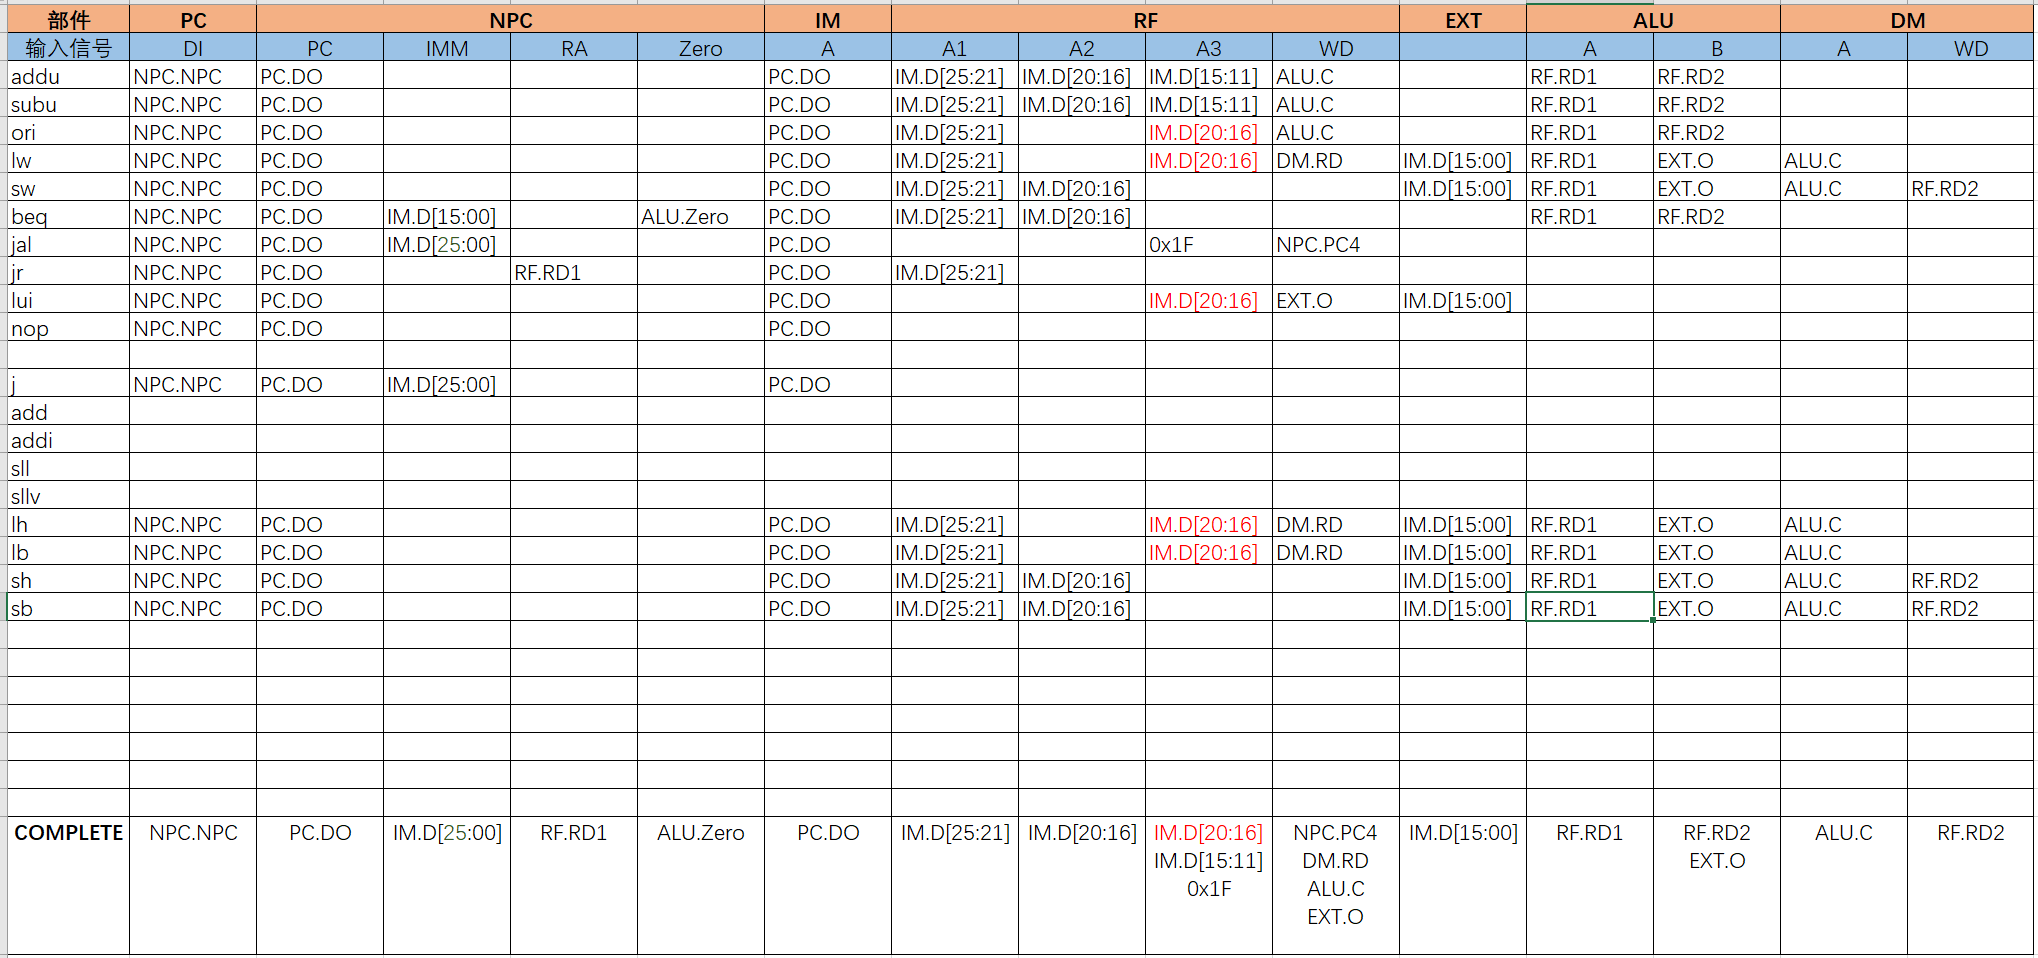 部件 PC NPC IM RF EXT ALU DM
输入信号 DI PC IMM RA Zero A A1 A2 A3 WD A B A WD
addu NPC.NPC PC.DO PC.DO IM.D[25:21] IM.D[20:16] IM.D[15:11] ALU.C RF.RD1 RF.RD2
subu NPC.NPC PC.DO PC.DO IM.D[25:21] IM.D[20:16] IM.D[15:11] ALU.C RF.RD1 RF.RD2
ori NPC.NPC PC.DO PC.DO IM.D[25:21] IM.D[20:16] ALU.C RF.RD1 RF.RD2
lw NPC.NPC PC.DO PC.DO IM.D[25:21] IM.D[20:16] DM.RD IM.D[15:00] RF.RD1 EXT.O ALU.C
sw NPC.NPC PC.DO PC.DO IM.D[25:21] IM.D[20:16] IM.D[15:00] RF.RD1 EXT.O ALU.C RF.RD2
beq NPC.NPC PC.DO IM.D[15:00] ALU.Zero PC.DO IM.D[25:21] IM.D[20:16] RF.RD1 RF.RD2
jal NPC.NPC PC.DO IM.D[25:00] PC.DO 0x1F NPC.PC4
jr NPC.NPC PC.DO RF.RD1 PC.DO IM.D[25:21]
lui NPC.NPC PC.DO PC.DO IM.D[20:16] EXT.O IM.D[15:00]
nop NPC.NPC PC.DO PC.DO
j NPC.NPC PC.DO IM.D[25:00] PC.DO
add
addi
sll
sllv
lh NPC.NPC PC.DO PC.DO IM.D[25:21] IM.D[20:16] DM.RD IM.D[15:00] RF.RD1 EXT.O ALU.C
lb NPC.NPC PC.DO PC.DO IM.D[25:21] IM.D[20:16] DM.RD IM.D[15:00] RF.RD1 EXT.O ALU.C
sh NPC.NPC PC.DO PC.DO IM.D[25:21] IM.D[20:16] IM.D[15:00] RF.RD1 EXT.O ALU.C RF.RD2
sb NPC.NPC PC.DO PC.DO IM.D[25:21] IM.D[20:16] IM.D[15:00] RF.RD1 EXT.O ALU.C RF.RD2
COMPLETE NPC.NPC PC.DO IM.D[25:00] RF.RD1 ALU.Zero PC.DO IM.D[25:21] IM.D[20:16] IM.D[20:16] NPC.PC4 IM.D[15:00] RF.RD1 RF.RD2 ALU.C RF.RD2
IM.D[15:11] DM.RD EXT.O
0x1F ALU.C
EXT.O